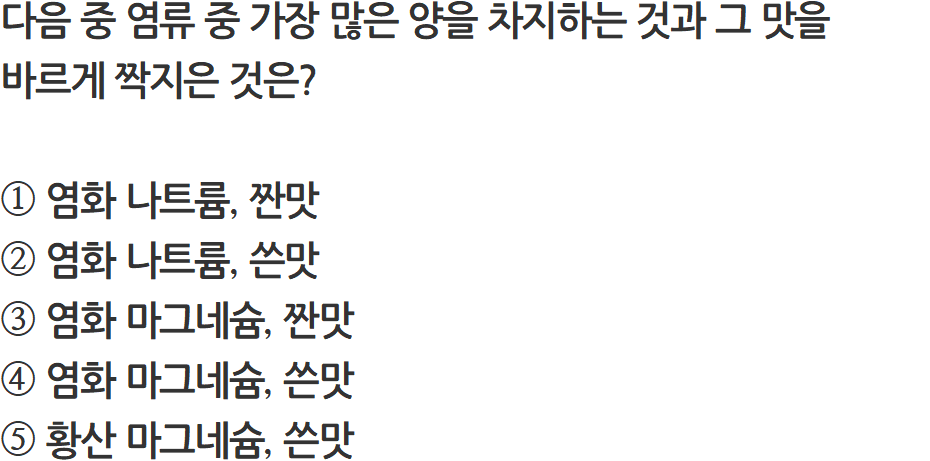 다음 중 염류 중 가장 많은 양을 차지하는 것과 그 맛을
바르게 짝지은 것은?
① 염화 나트륨, 짠맛
② 염화 나트륨, 쓴맛
③ 염화 마그네슘, 짠맛
④ 염화 마그네슘, 쓴맛
⑤ 황산 마그네슘, 쓴맛